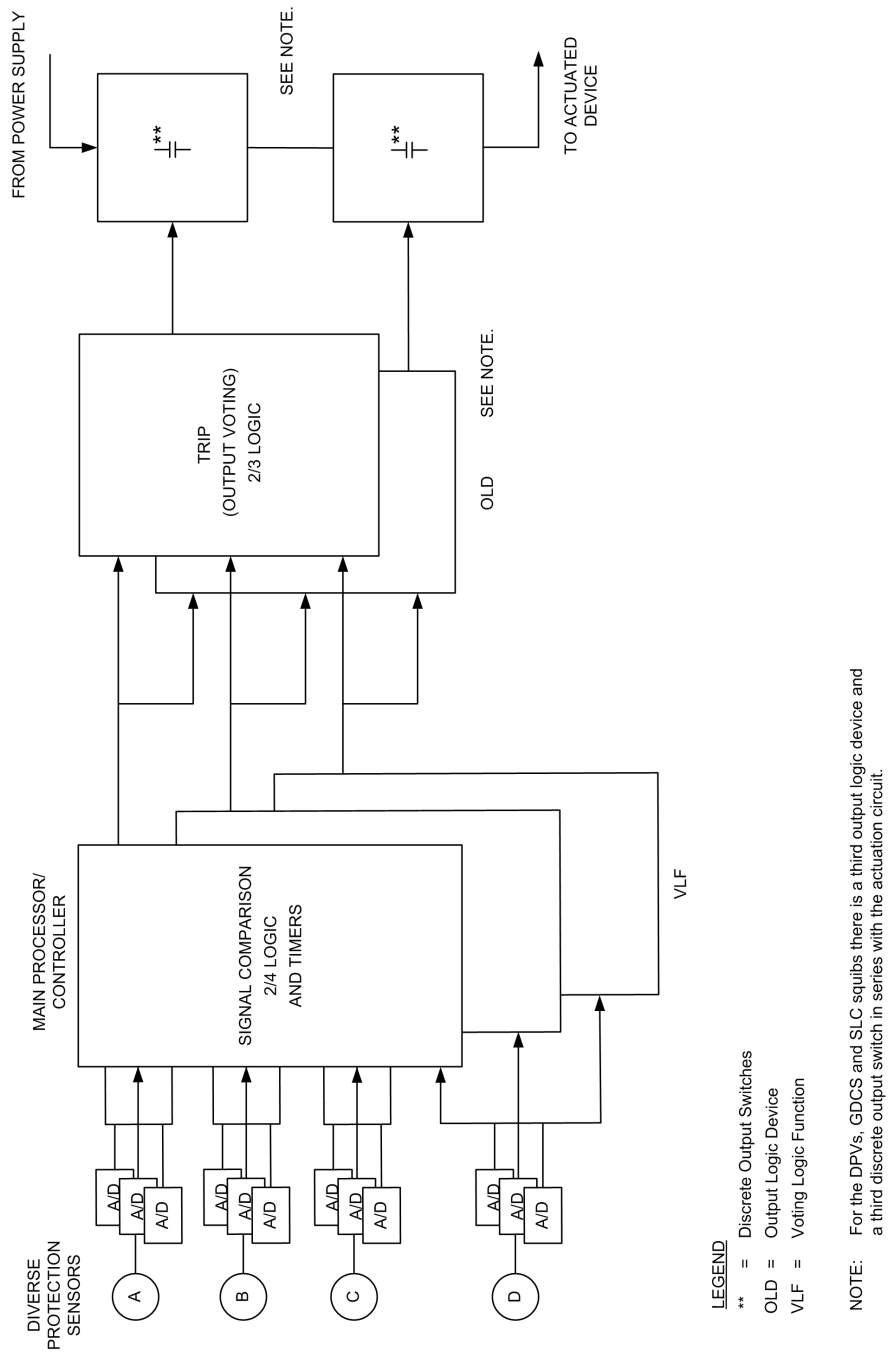 DIVERSE
PROTECTION
SENSORS
A
B
C
D
A/D
A/D
A/D
A/D
A/D
A/D
A/D
A/D
A/D
A/D
A/D
A/D
MAIN PROCESSOR/
CONTROLLER
SIGNAL COMPARISON
2/4 LOGIC
AND TIMERS
VLF
TRIP
(OUTPUT VOTING)
2/3 LOGIC
OLD
SEE NOTE.
FROM POWER SUPPLY
**
SEE NOTE.
**
TO ACTUATED
DEVICE
LEGEND
** = Discrete Output Switches
OLD = Output Logic Device
VLF = Voting Logic Function
NOTE: For the DPVs, GDCS and SLC squibs there is a third output logic device and
a third discrete output switch in series with the actuation circuit.